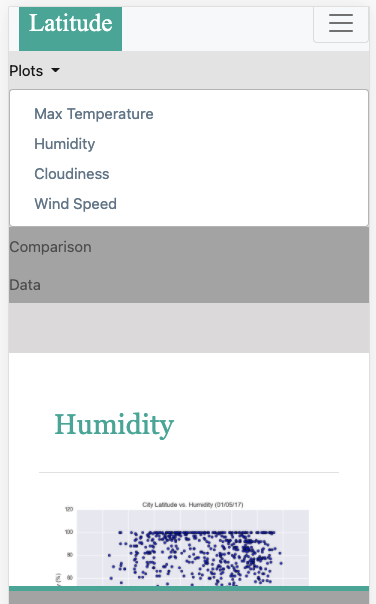 Latitude
Plots
Max Temperature
Humidity
Cloudiness
Wind Speed
Comparison
Data
Humidity
City Latitude vs. Humidity (01/05/17)
120
100
80
60